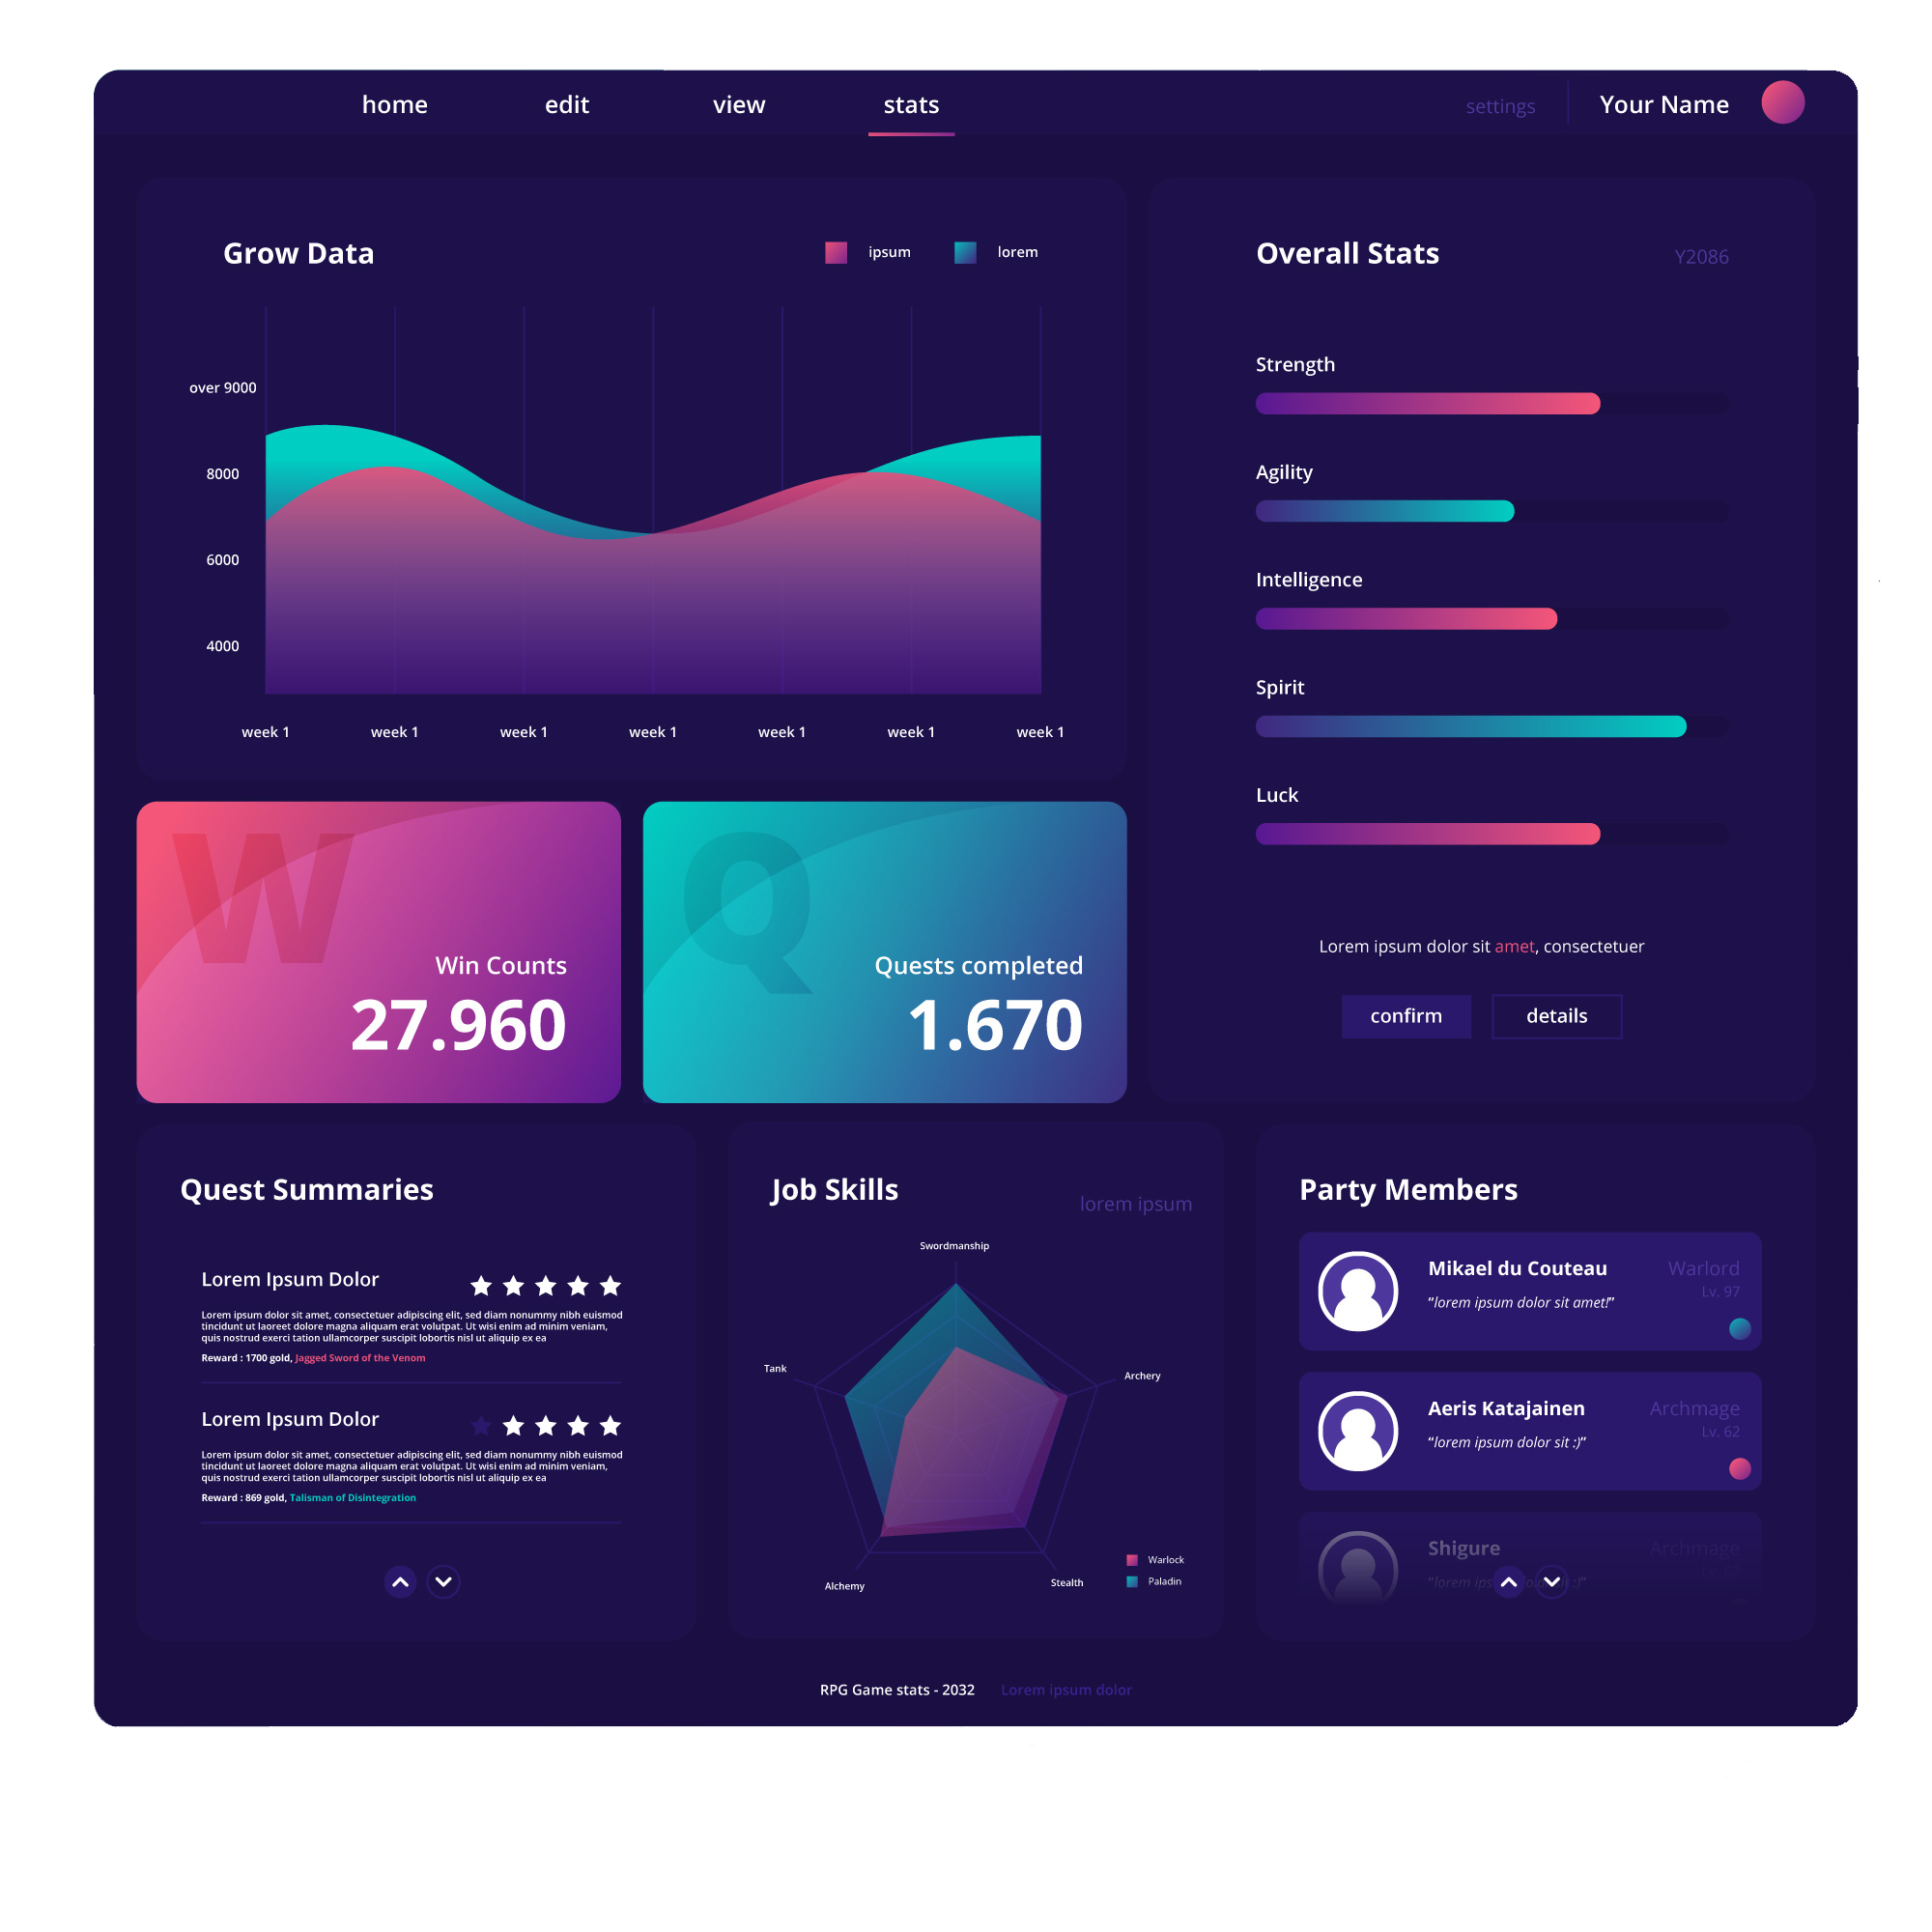 home edit view stats settings Your Name
Grow Data
ipsum lorem
over 9000
8000
6000
4000
week 1 week 1 week 1 week 1 week 1 week 1 week 1
Overall Stats Y2086
Strength
Agility
Intelligence
Spirit
Luck
Lorem ipsum dolor sit amet, consectetuer
confirm details
W
Win Counts
27.960
Q
Quests completed
1.670
Quest Summaries
Lorem Ipsum Dolor
Lorem ipsum dolor sit amet, consectetuer adipiscing elit, sed diam nonummy nibh euismod
tincidunt ut laoreet dolore magna aliquam erat volutpat. Ut wisi enim ad minim veniam,
quis nostrud exerci tation ullamcorper suscipit lobortis nisl ut aliquip ex ea
Reward : 1700 gold, Jagged Sword of the Venom
Lorem Ipsum Dolor
Lorem ipsum dolor sit amet, consectetuer adipiscing elit, sed diam nonummy nibh euismod
tincidunt ut laoreet dolore magna aliquam erat volutpat. Ut wisi enim ad minim veniam,
quis nostrud exerci tation ullamcorper suscipit lobortis nisl ut aliquip ex ea
Reward : 869 gold, Talisman of Disintegration
Job Skills
lorem ipsum
Swordmanship
Tank
Archery
Alchemy
Stealth
Warlock
Paladin
Party Members
Mikael du Couteau Warlord
Lv. 97
“lorem ipsum dolor sit amet!”
Aeris Katajainen Archmage
Lv. 62
“lorem ipsum dolor sit :)”
Shigure Archmage
“lorem :)”
RPG Game stats - 2032 Lorem ipsum dolor